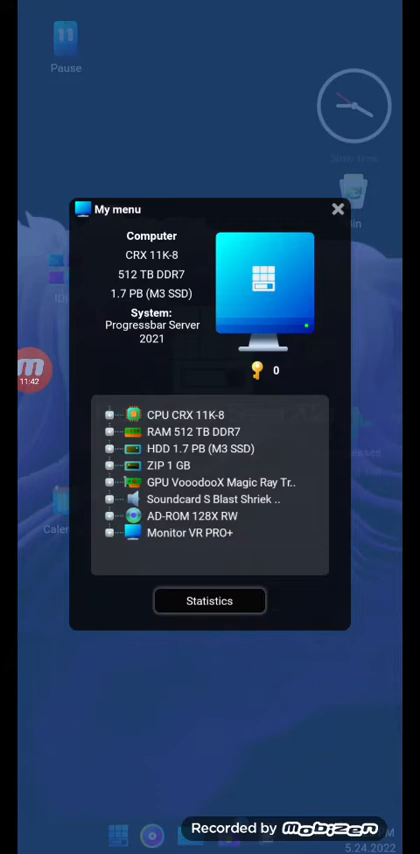 11
Pause
My menu
Computer
CRX 11K-8
512 TB DDR7
1.7 PB (M3 SSD)
System:
Progressbar Server
2021
0
11:42
CPU CRX 11K-8
RAM 512 TB DDR7
HDD 1.7 PB (M3 SSD)
ZIP 1 GB
GPU VooodooX Magic Ray Tr..
Soundcard S Blast Shriek ..
AD-ROM 128X RW
Monitor VR PRO+
Statistics
Recorded by mobizen
5.24.2022